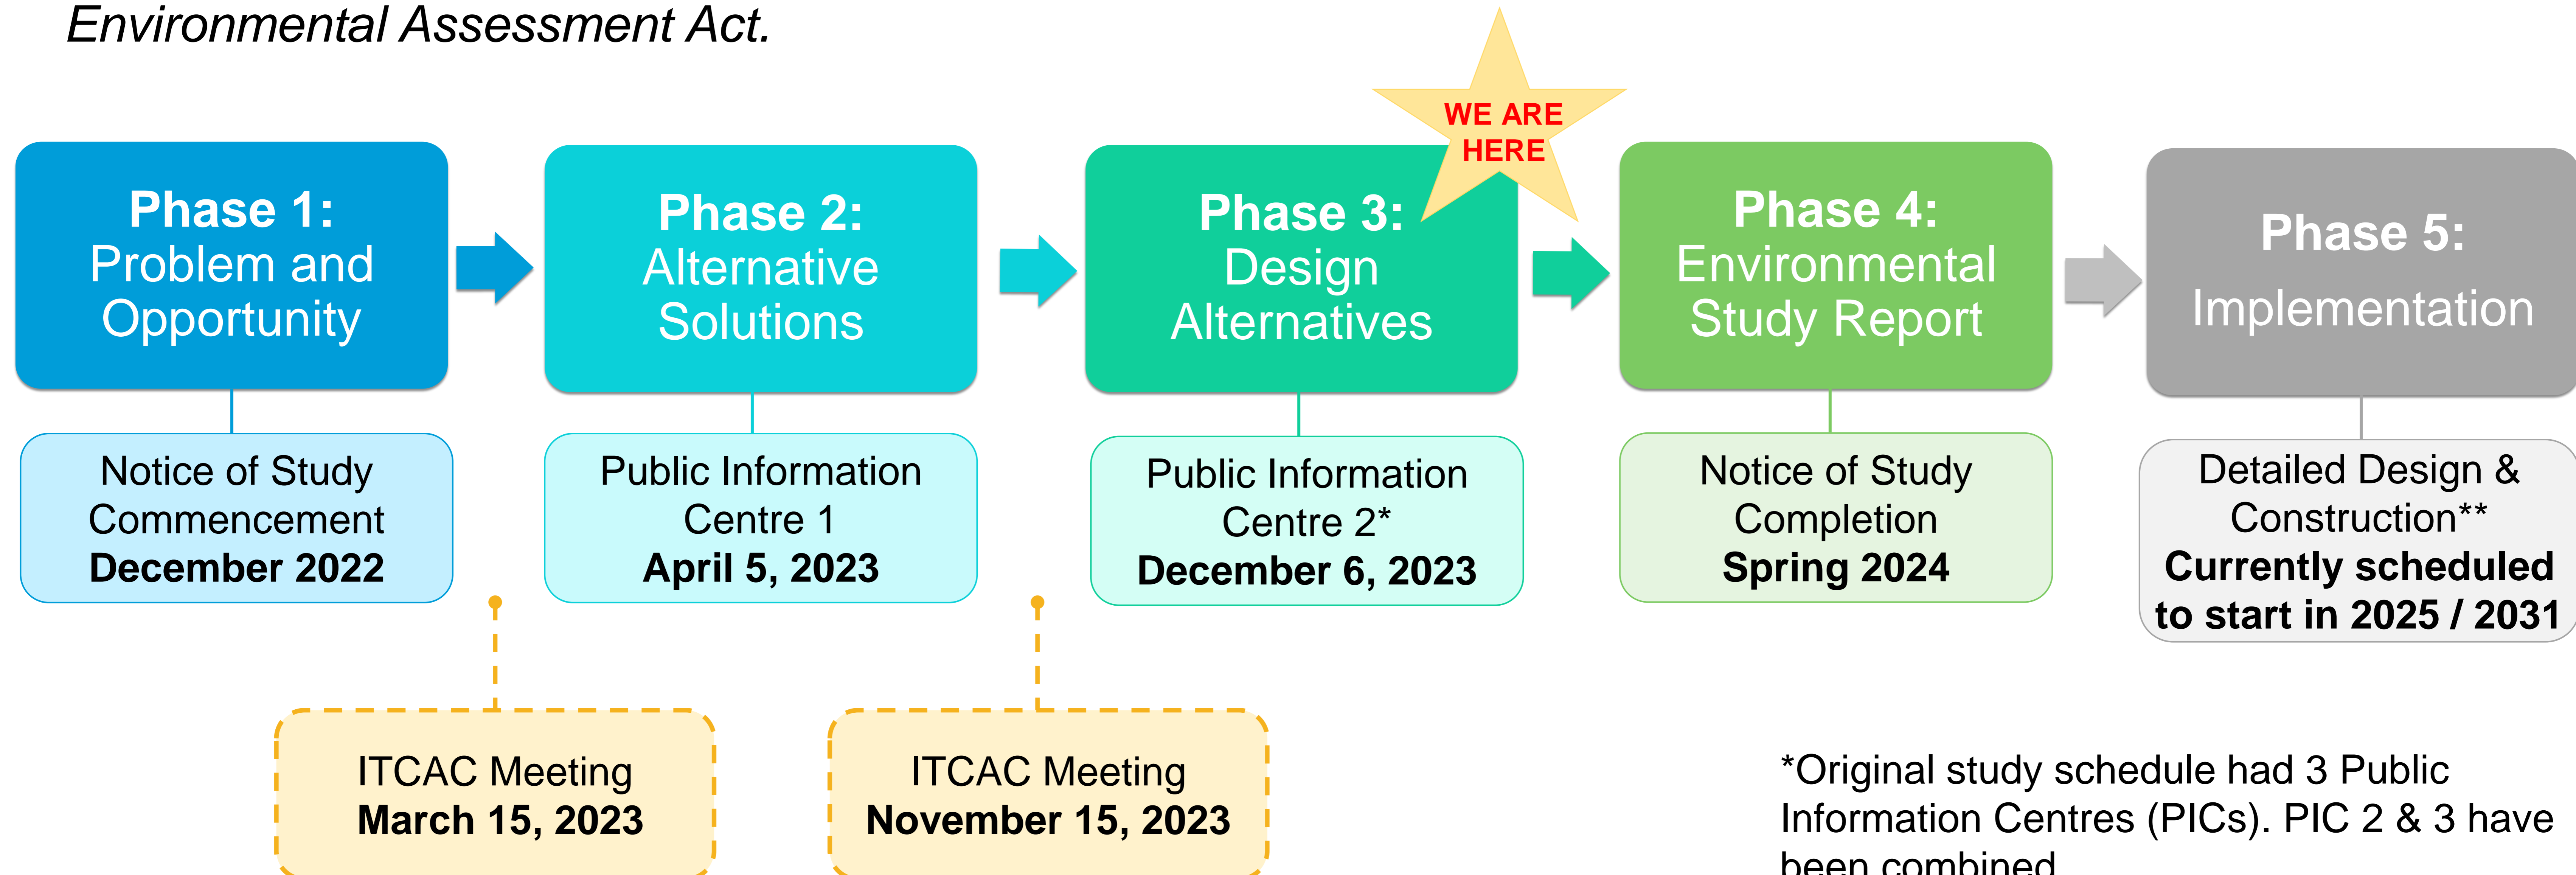 Environmental Assessment Act.
WE ARE
HERE
Phase 1:
Problem and
Opportunity
Phase 2:
Alternative
Solutions
Phase 3:
Design
Alternatives
Phase 4:
Environmental
Study Report
Phase 5:
Implementation
Notice of Study
Commencement
December 2022
Public Information
Centre 1
April 5, 2023
Public Information
Centre 2*
December 6, 2023
Notice of Study
Completion
Spring 2024
Detailed Design &
Construction**
Currently scheduled
to start in 2025 / 2031
ITCAC Meeting
March 15, 2023
ITCAC Meeting
November 15, 2023
*Original study schedule had 3 Public
Information Centres (PICs). PIC 2 & 3 have
been combined